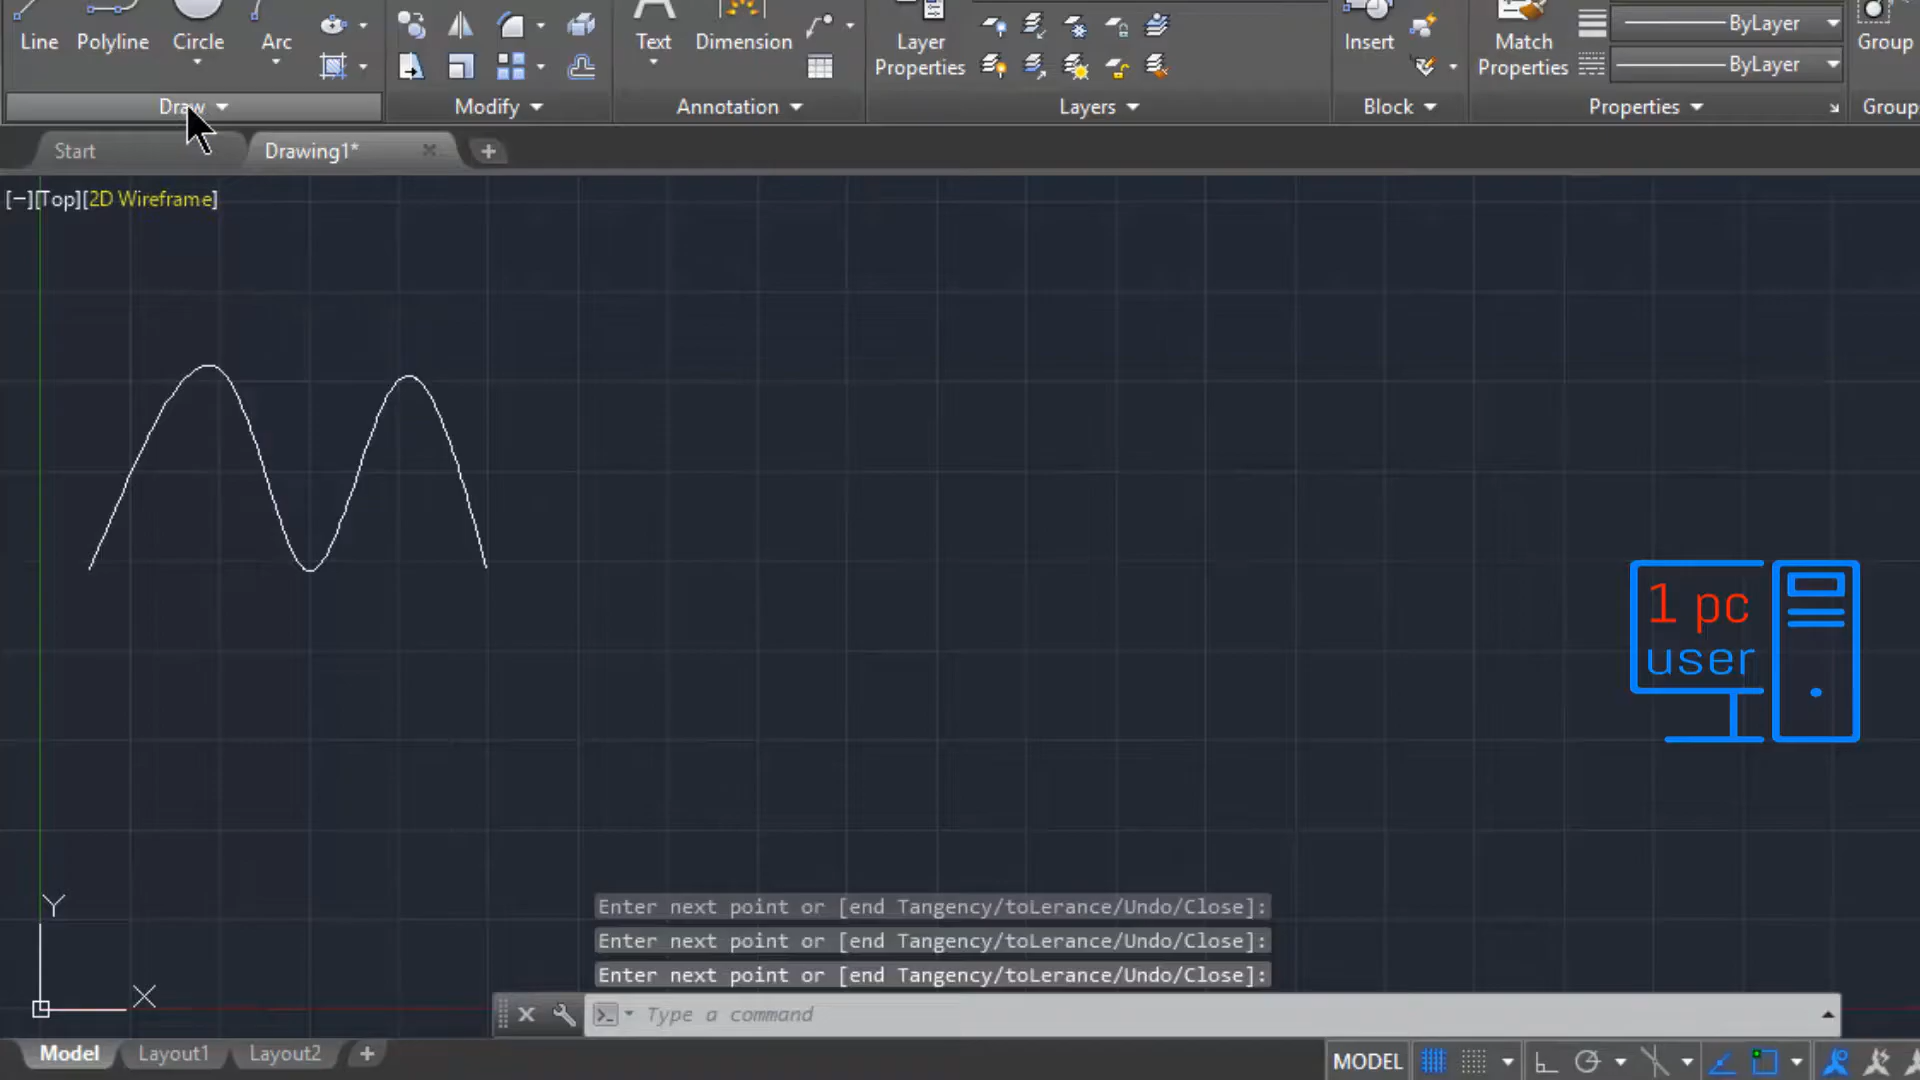 Line Polyline Circle Arc Text Dimension Layer Properties Insert Match Properties ByLayer ByLayer Group
Draw Modify Annotation Layers Block Properties Group
Start Drawing1* +
[−][Top][2D Wireframe]
1 pc
user
Y
X
Enter next point or [end Tangency/toLerance/Undo/Close]:
Enter next point or [end Tangency/toLerance/Undo/Close]:
Enter next point or [end Tangency/toLerance/Undo/Close]:
Type a command
Model Layout1 Layout2 + MODEL